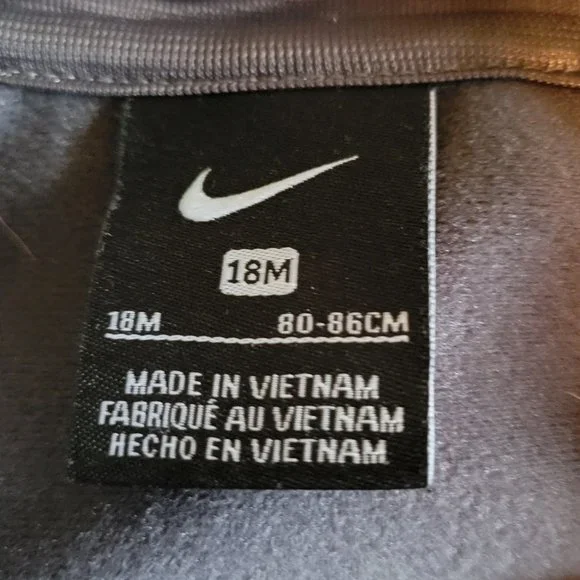 18M
18M 80-86CM
MADE IN VIETNAM
FABRIQUÉ AU VIETNAM
HECHO EN VIETNAM